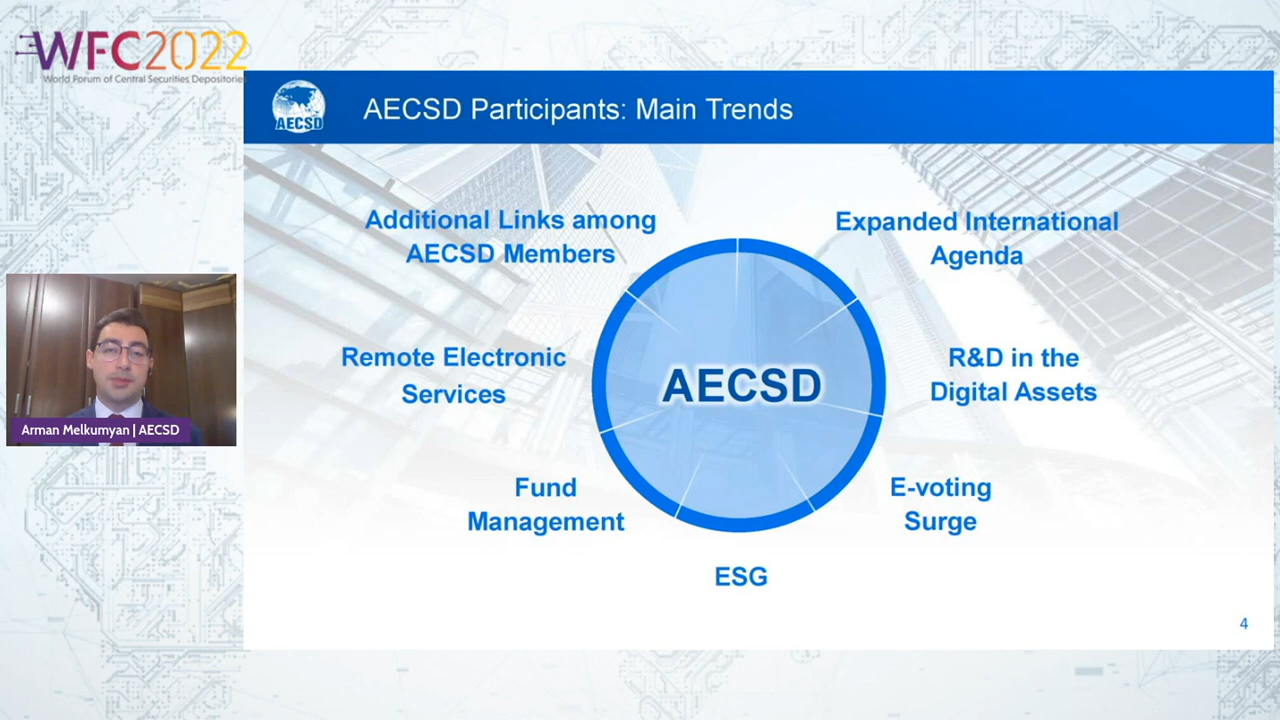 WFC2022
World Forum of Central Securities Depositories
AECSD
AECSD Participants: Main Trends
Additional Links among
AECSD Members
Expanded International
Agenda
Remote Electronic
Services
AECSD
R&D in the
Digital Assets
Fund
Management
E-voting
Surge
ESG
Arman Melkumyan | AECSD
4